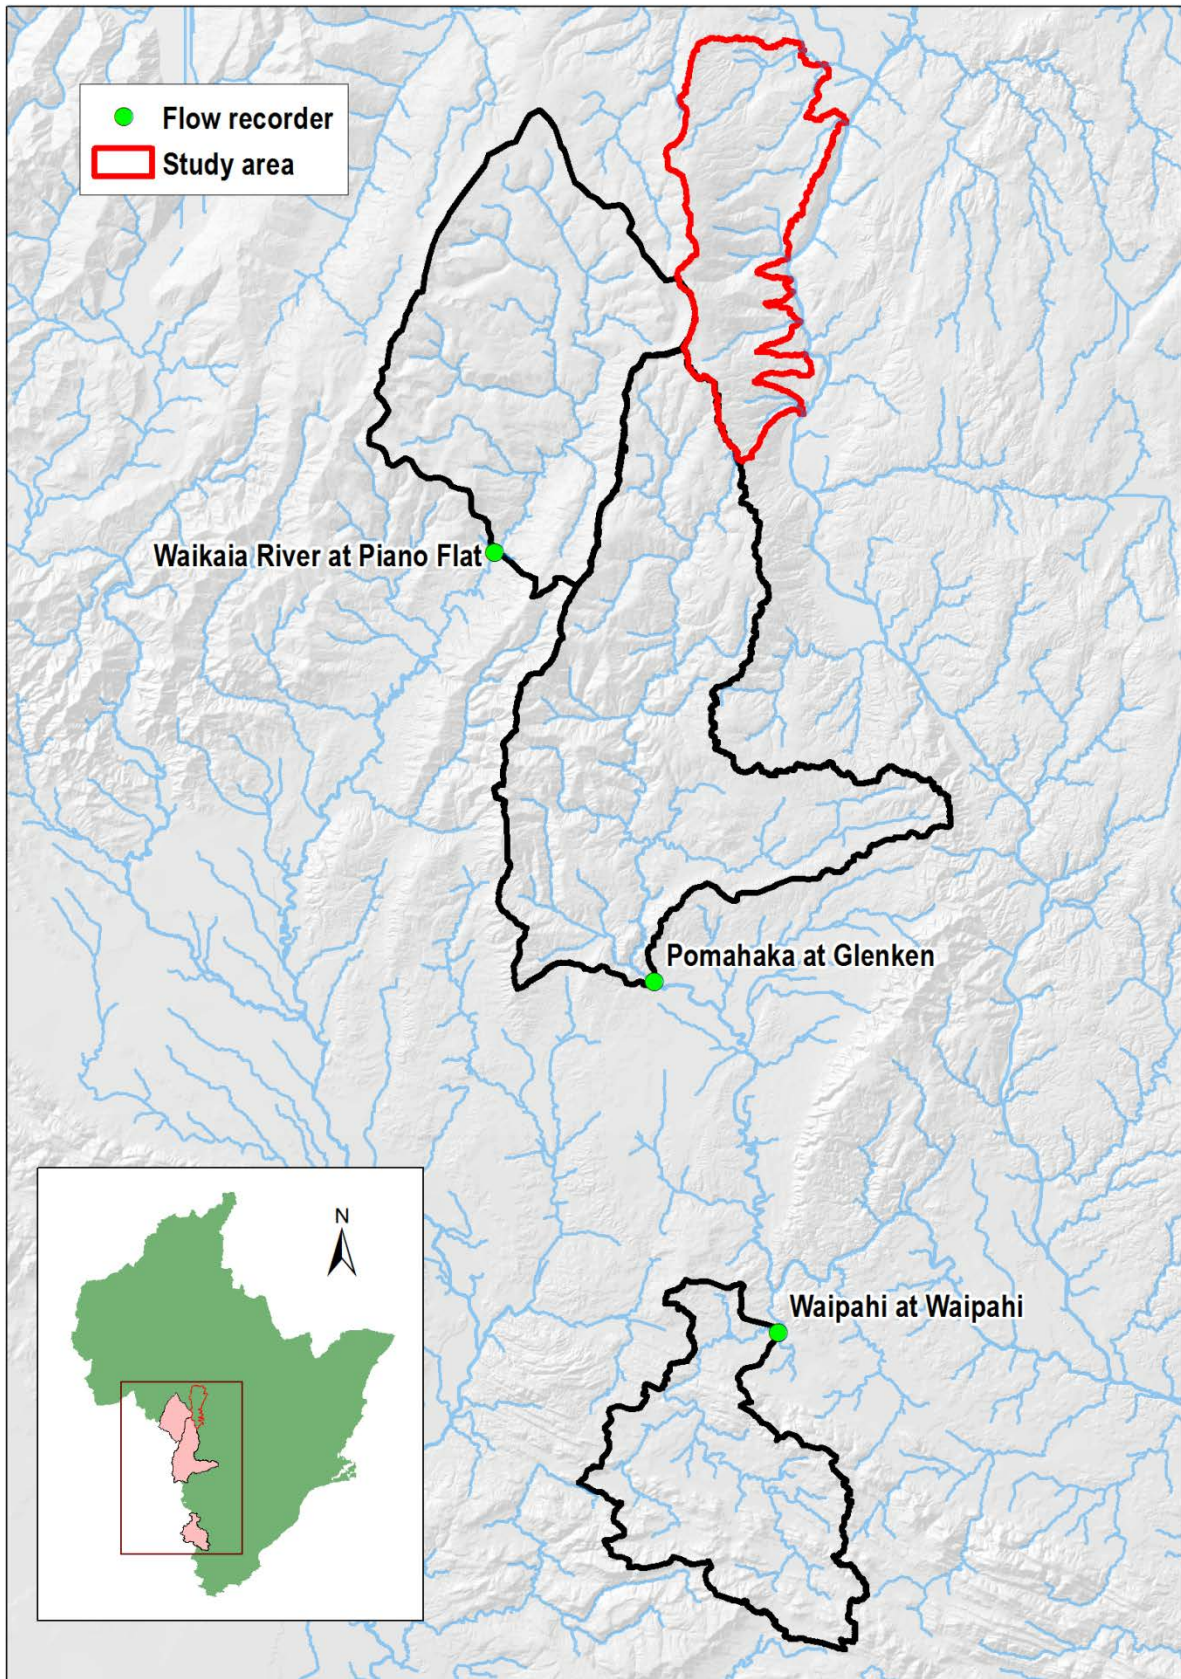 Flow recorder
Study area
Waikaia River at Piano Flat
Pomahaka at Glenken
N
Waipahi at Waipahi